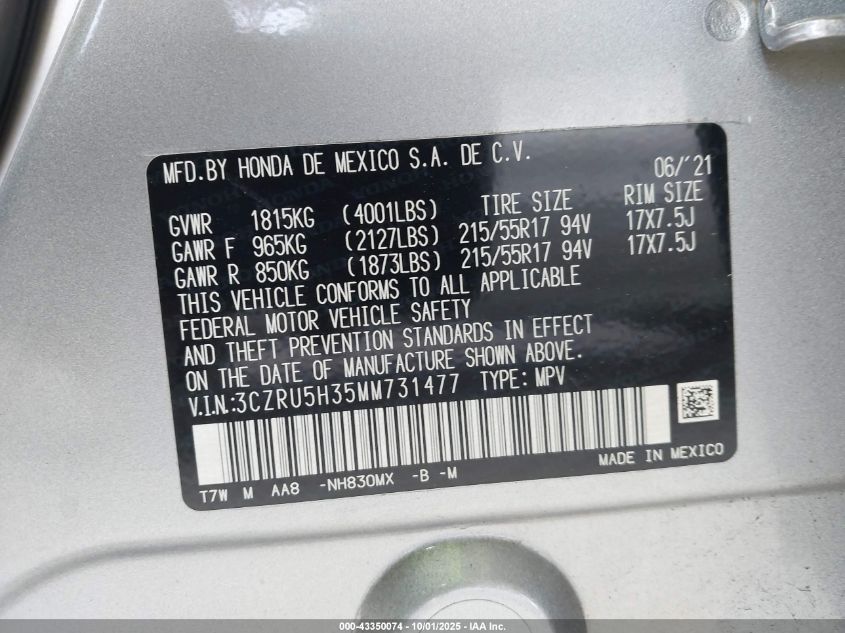 MFD.BY HONDA DE MEXICO S.A. DE C.V. 06/'21
GVWR 1815KG (4001LBS) TIRE SIZE RIM SIZE
GAWR F 965KG (2127LBS) 215/55R17 94V 17X7.5J
GAWR R 850KG (1873LBS) 215/55R17 94V 17X7.5J
THIS VEHICLE CONFORMS TO ALL APPLICABLE
FEDERAL MOTOR VEHICLE SAFETY
AND THEFT PREVENTION STANDARDS IN EFFECT
ON THE DATE OF MANUFACTURE SHOWN ABOVE.
V.I.N.:3CZRU5H35MM731477 TYPE: MPV
MADE IN MEXICO
T7W M AA8 -NH830MX -B -M
000-43350074 - 10/01/2025 - IAA Inc.